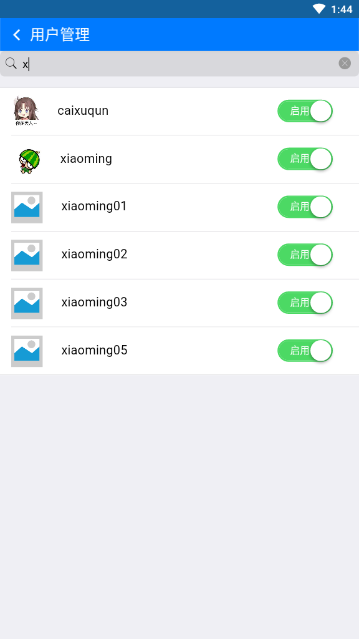 1:44
用户管理
x
caixuqun
启用
xiaoming
启用
xiaoming01
启用
xiaoming02
启用
xiaoming03
启用
xiaoming05
启用